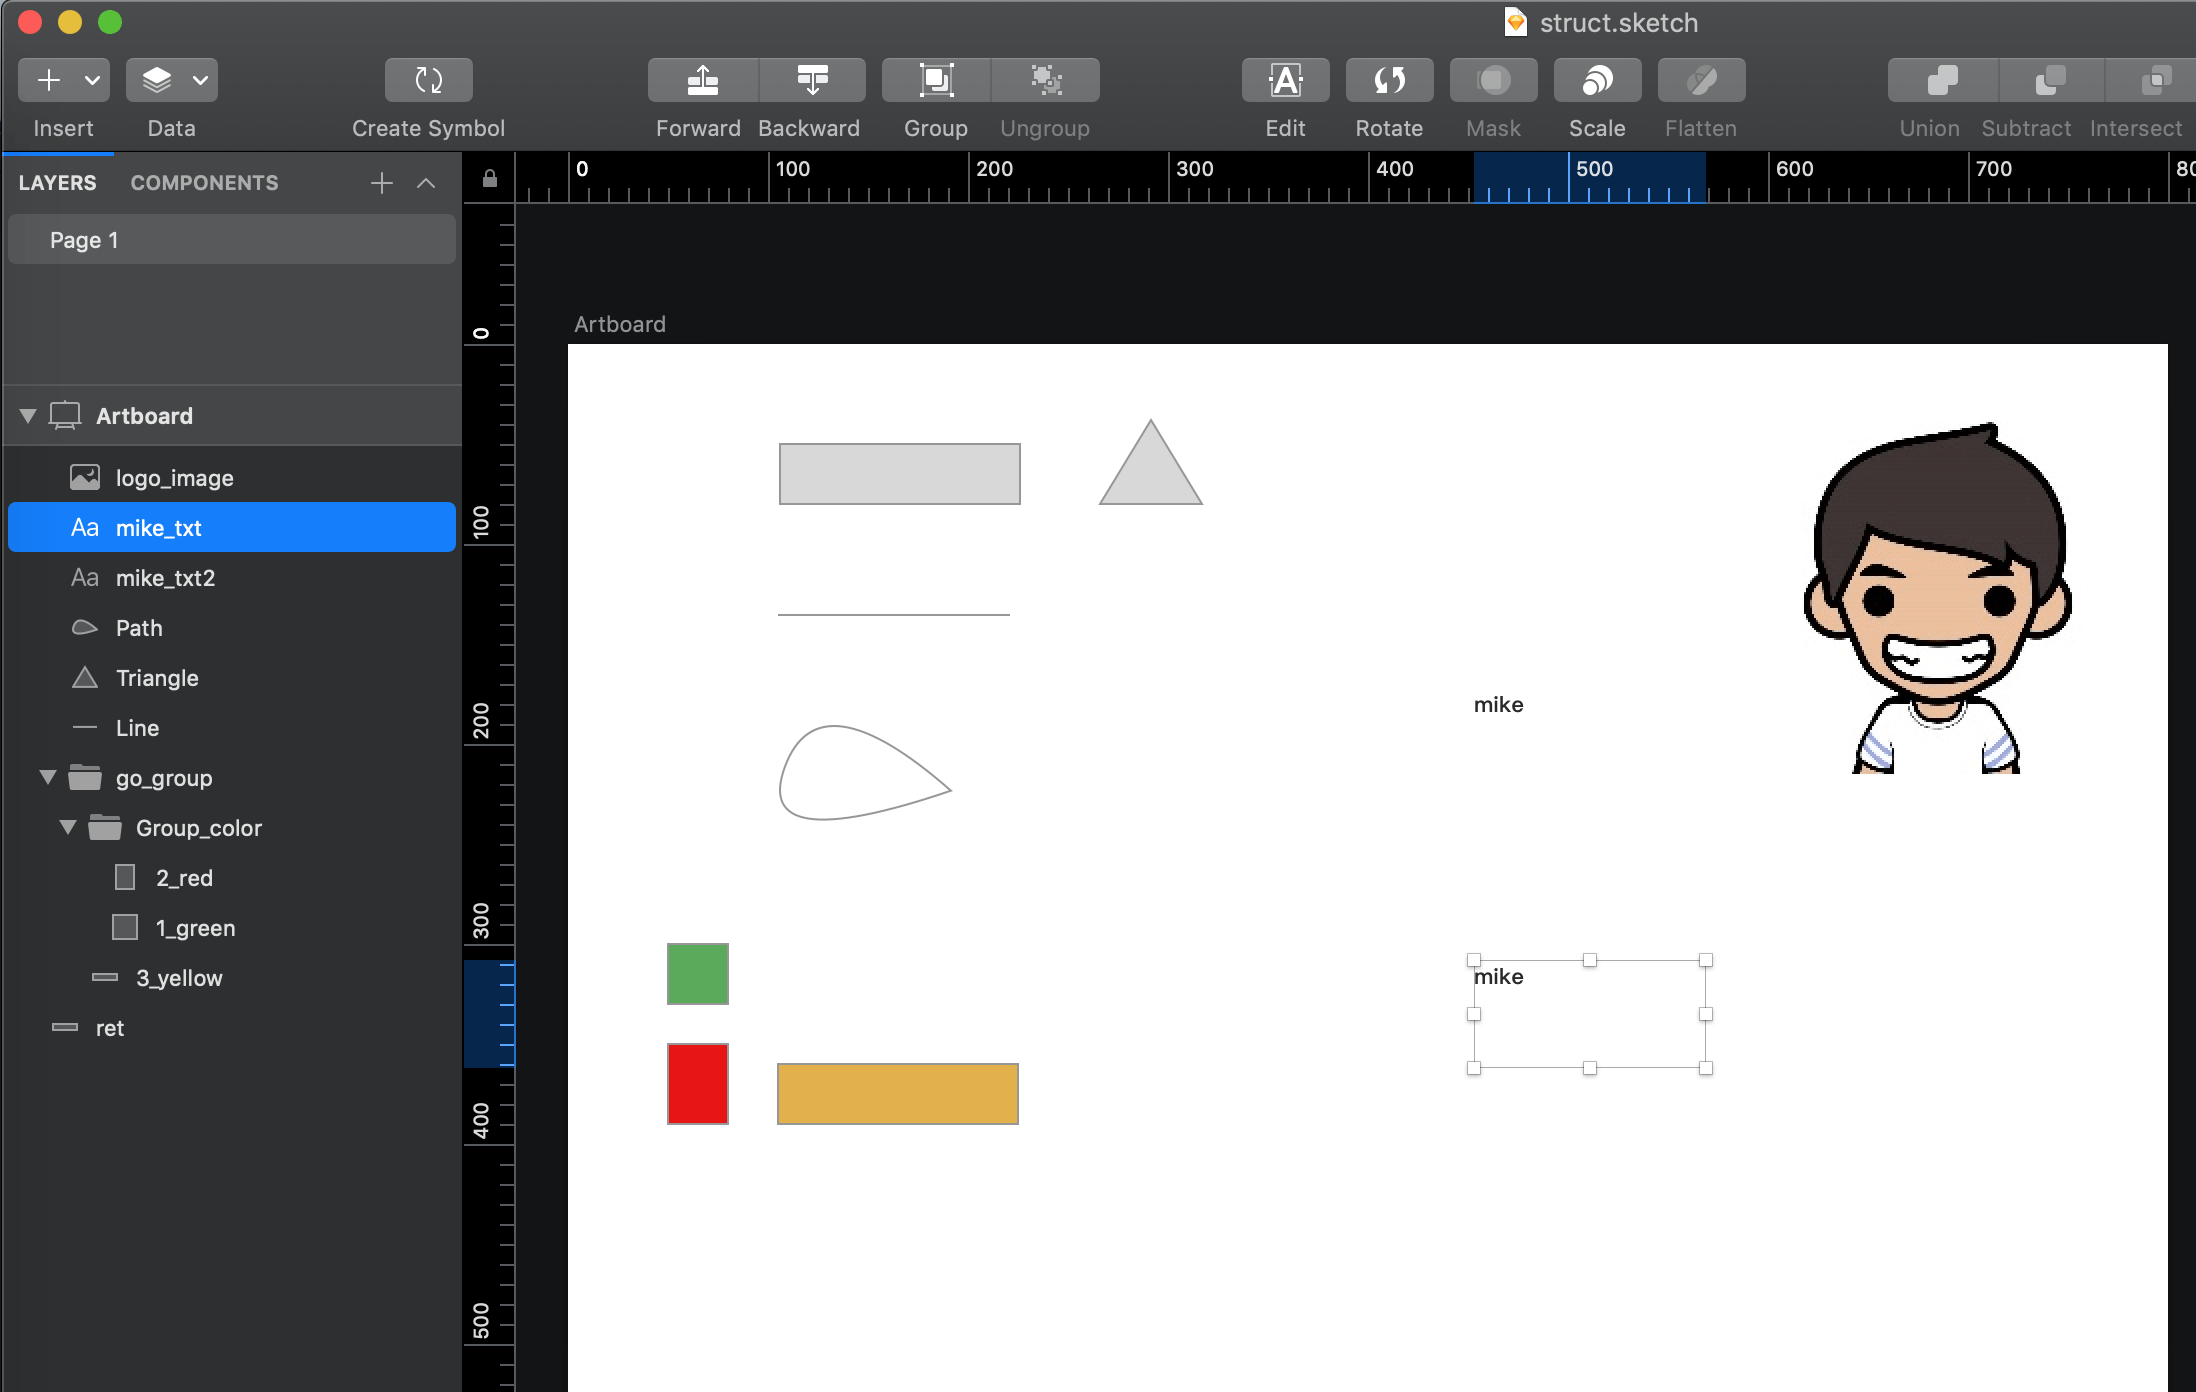 struct.sketch
Insert Data Create Symbol Forward Backward Group Ungroup Edit Rotate Mask Scale Flatten Union Subtract Intersect
LAYERS COMPONENTS
0 100 200 300 400 500 600 700
Page 1
Artboard
0
Artboard
logo_image
Aa mike_txt
100
Aa mike_txt2
Path
Triangle
mike
200
Line
go_group
Group_color
2_red
300
1_green
3_yellow
mike
ret
400
500